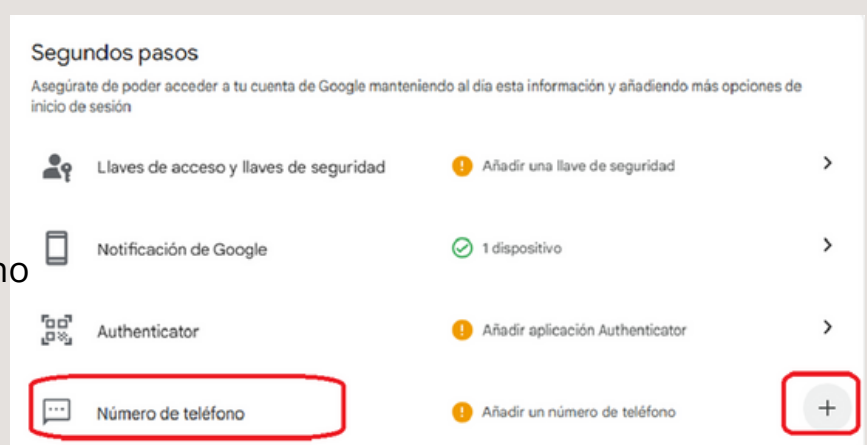 Segundos pasos
Asegúrate de poder acceder a tu cuenta de Google manteniendo al día esta información y añadiendo más opciones de
inicio de sesión
Llaves de acceso y llaves de seguridad
Añadir una llave de seguridad
Notificación de Google
1 dispositivo
no
Authenticator
Añadir aplicación Authenticator
Número de teléfono
Añadir un número de teléfono